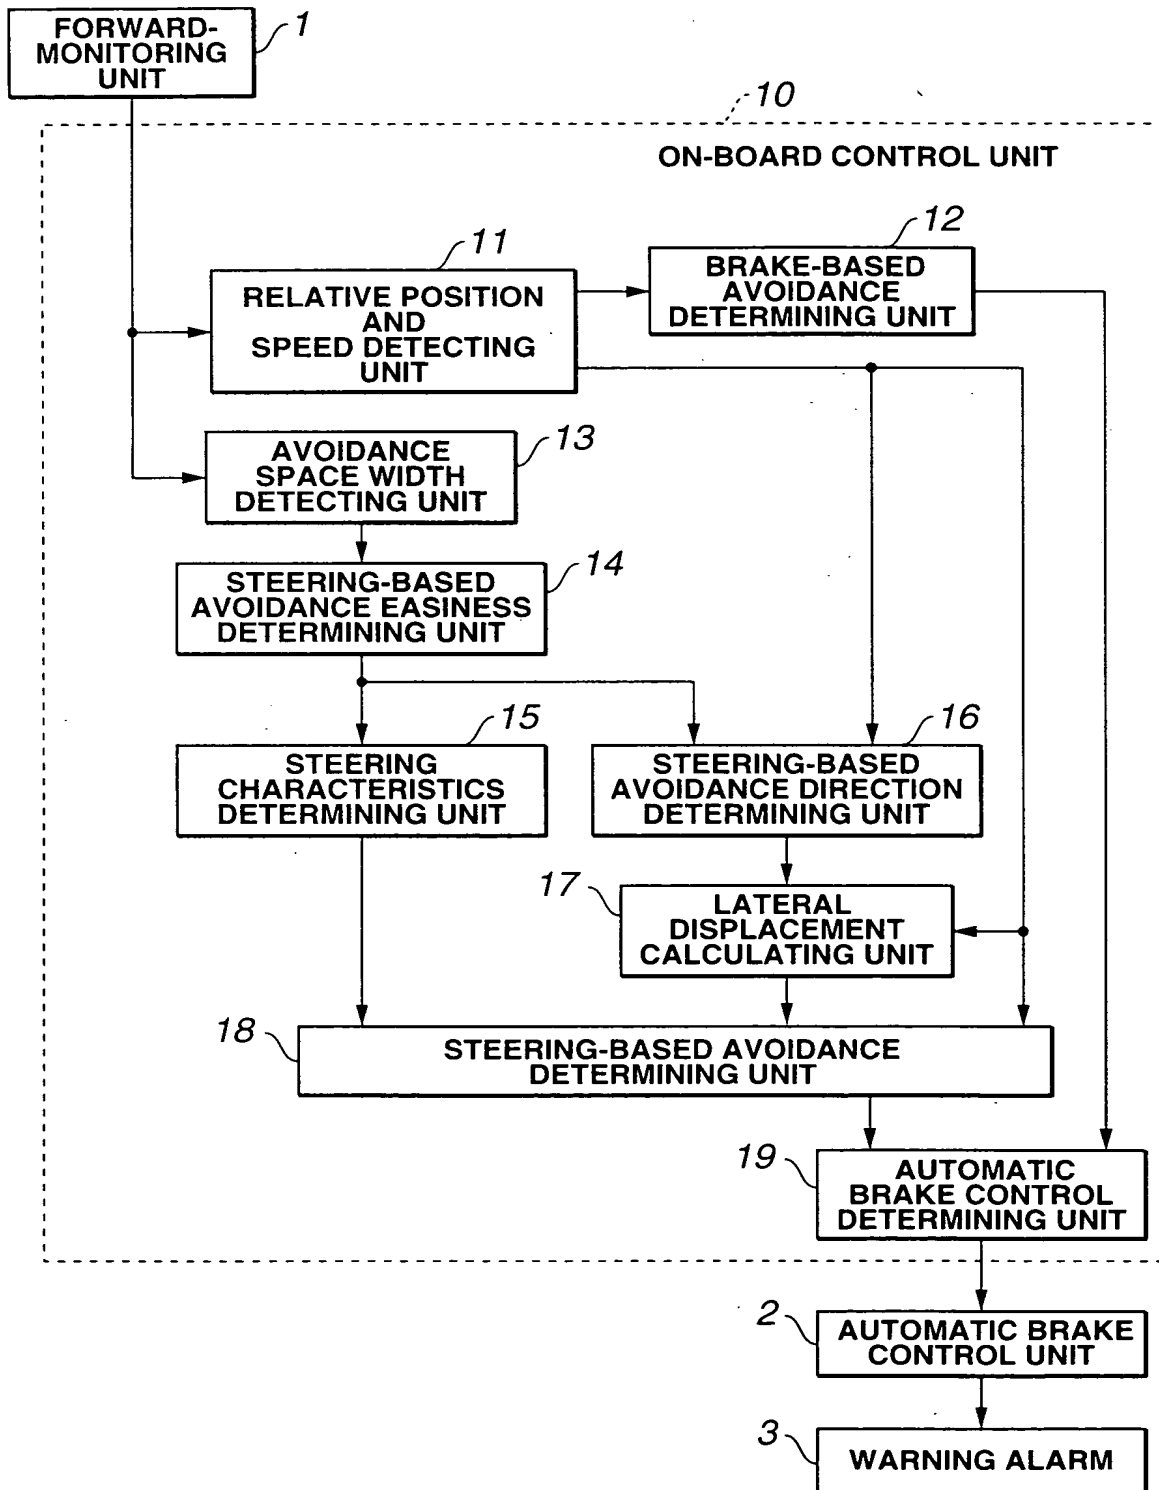 FORWARD-
MONITORING
UNIT
1
10
ON-BOARD CONTROL UNIT
11
RELATIVE POSITION
AND
SPEED DETECTING
UNIT
12
BRAKE-BASED
AVOIDANCE
DETERMINING UNIT
13
AVOIDANCE
SPACE WIDTH
DETECTING UNIT
14
STEERING-BASED
AVOIDANCE EASINESS
DETERMINING UNIT
15
STEERING
CHARACTERISTICS
DETERMINING UNIT
16
STEERING-BASED
AVOIDANCE DIRECTION
DETERMINING UNIT
17
LATERAL
DISPLACEMENT
CALCULATING UNIT
18
STEERING-BASED AVOIDANCE
DETERMINING UNIT
19
AUTOMATIC
BRAKE CONTROL
DETERMINING UNIT
2
AUTOMATIC BRAKE
CONTROL UNIT
3
WARNING ALARM